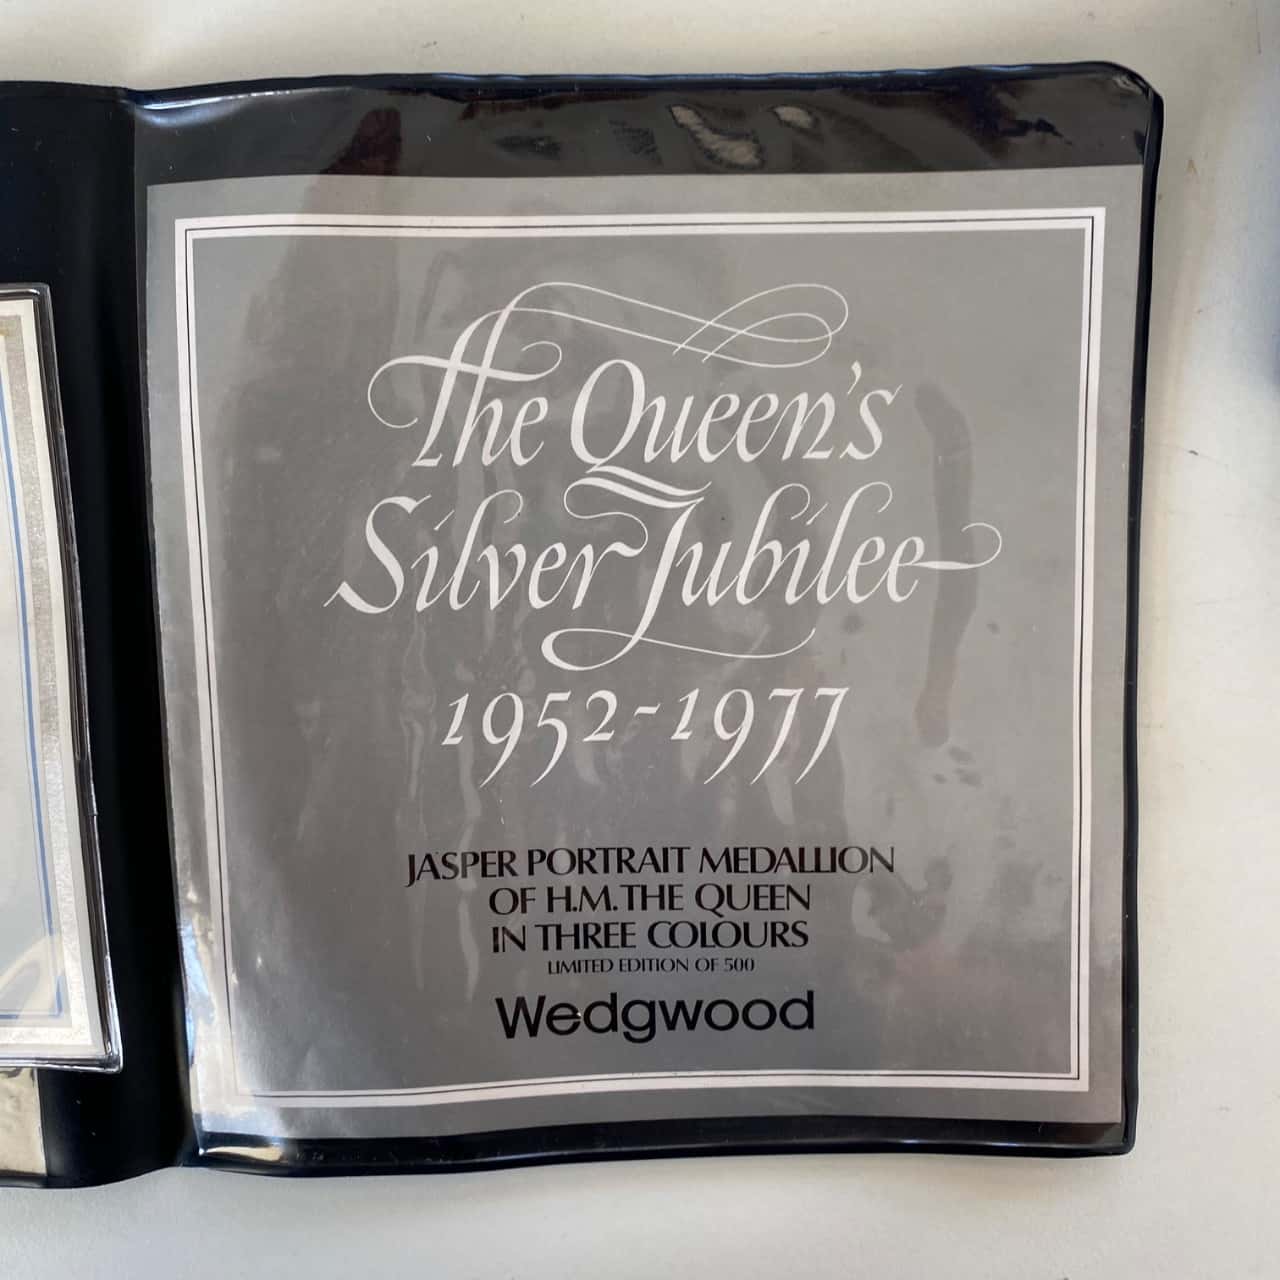 The Queen's
Silver Jubilee
1952-1977
JASPER PORTRAIT MEDALLION
OF H.M. THE QUEEN
IN THREE COLOURS
LIMITED EDITION OF 500
Wedgwood